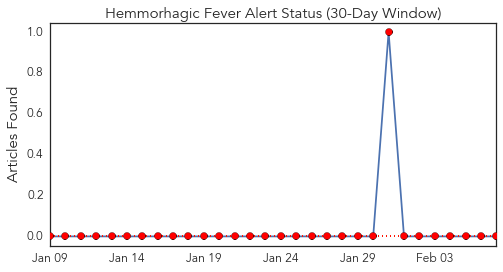 Hemmorhagic Fever Alert Status (30-Day Window)
Articles Found
1.0
0.8
0.6
0.4
0.2
0.0
Jan 09 Jan 14 Jan 19 Jan 24 Jan 29 Feb 03